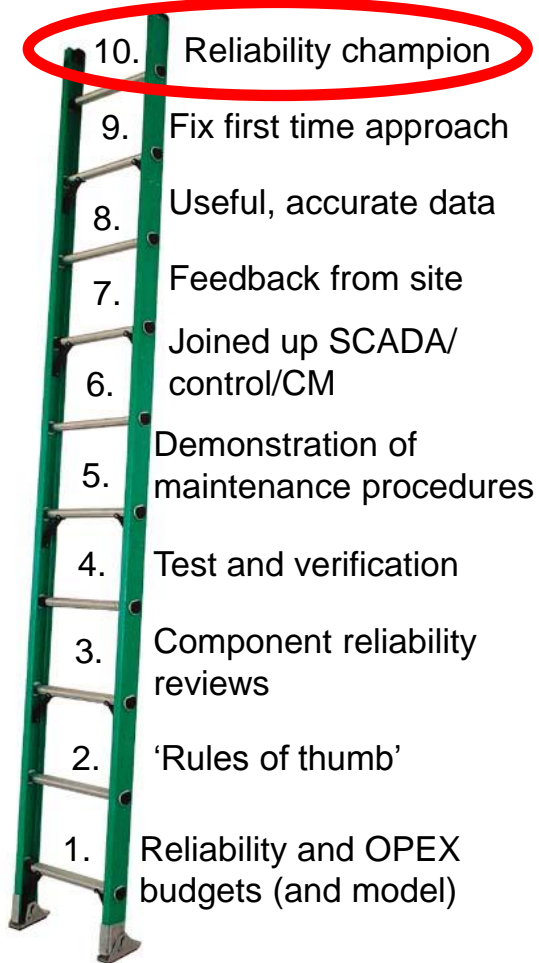 10. Reliability champion
9. Fix first time approach
8. Useful, accurate data
7. Feedback from site
Joined up SCADA/
6. control/CM
Demonstration of
5. maintenance procedures
4. Test and verification
3. Component reliability
reviews
2. ‘Rules of thumb’
1. Reliability and OPEX
budgets (and model)